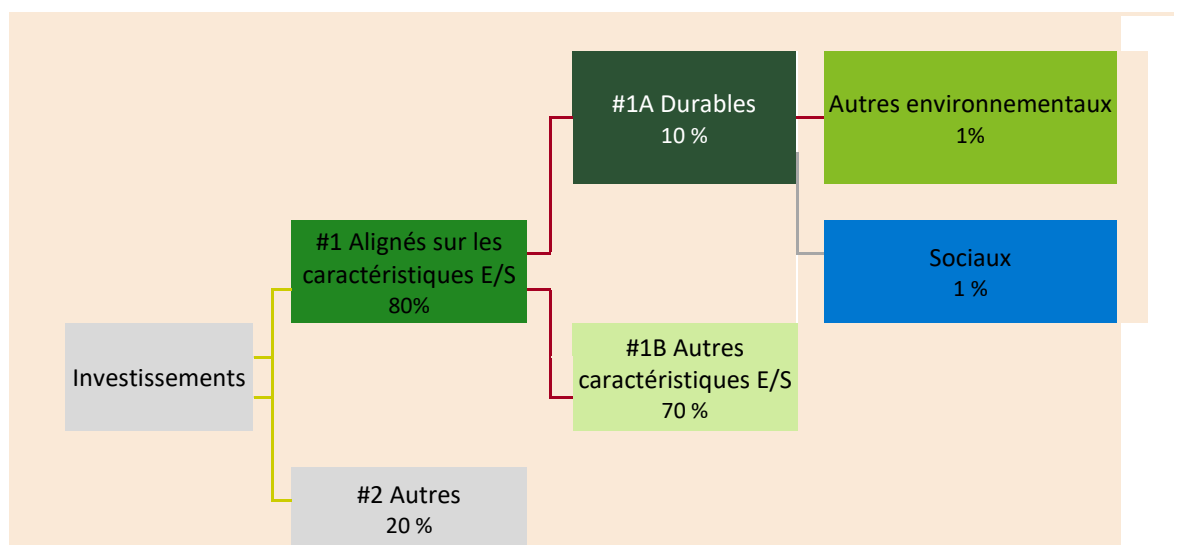 #1A Durables
10 %
Autres environnementaux
1%
#1 Alignés sur les
caractéristiques E/S
80%
Sociaux
1 %
Investissements
#1B Autres
caractéristiques E/S
70 %
#2 Autres
20 %